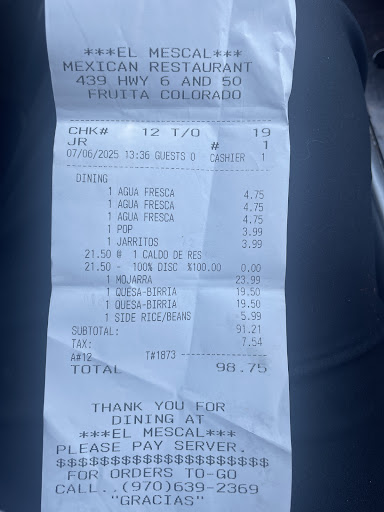 ***EL MESCAL***
MEXICAN RESTAURANT
439 HWY 6 AND 50
FRUITA COLORADO
CHK# 12 T/O 19
JR # 1
07/06/2025 13:36 GUESTS 0 CASHIER 1
DINING
1 AGUA FRESCA 4.75
1 AGUA FRESCA 4.75
1 AGUA FRESCA 4.75
1 POP 3.99
1 JARRITOS 3.99
21.50 @ 1 CALDO DE RES
21.50 - 100% DISC %100.00 0.00
1 MOJARRA 23.99
1 QUESA-BIRRIA 19.50
1 QUESA-BIRRIA 19.50
1 SIDE RICE/BEANS 5.99
SUBTOTAL: 91.21
TAX: 7.54
A#12 T#1873 --------------------
TOTAL 98.75
THANK YOU FOR
DINING AT
***EL MESCAL***
PLEASE PAY SERVER.
$$$$$$$$$$$$$$$$$$$
FOR ORDERS TO-GO
CALL..(970)639-2369
"GRACIAS"